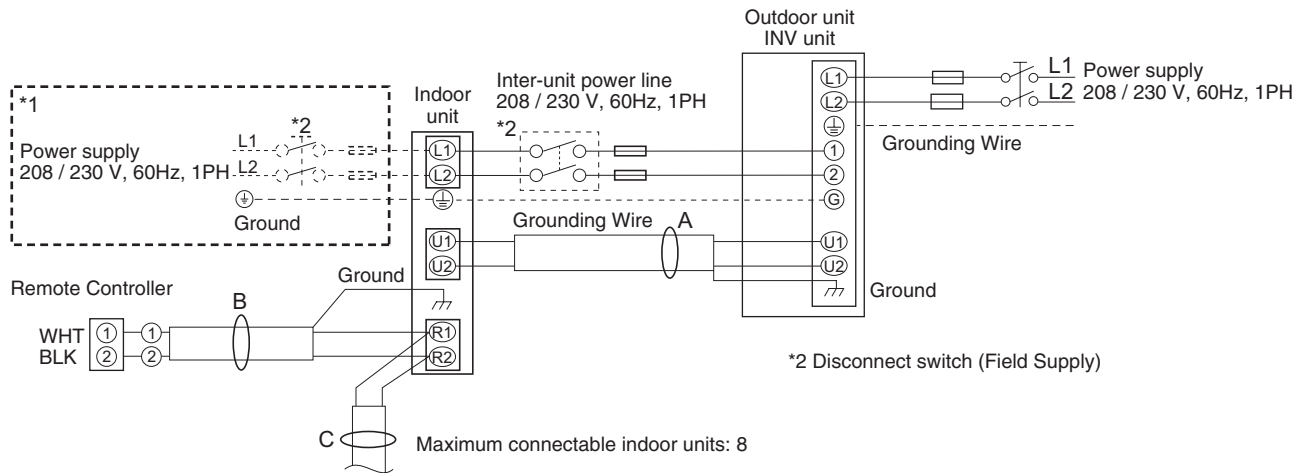 Outdoor unit
INV unit
L1
L2
L1
L2
Power supply
208 / 230 V, 60Hz, 1PH
Grounding Wire
1
2
G
U1
U2
Ground
Inter-unit power line
208 / 230 V, 60Hz, 1PH
*2
Indoor
unit
L1
L2
U1
U2
R1
R2
*1
*2
L1
L2
Power supply
208 / 230 V, 60Hz, 1PH
Ground
Grounding Wire
A
Ground
Remote Controller
B
WHT
1
1
BLK
2
2
*2 Disconnect switch (Field Supply)
C
Maximum connectable indoor units: 8